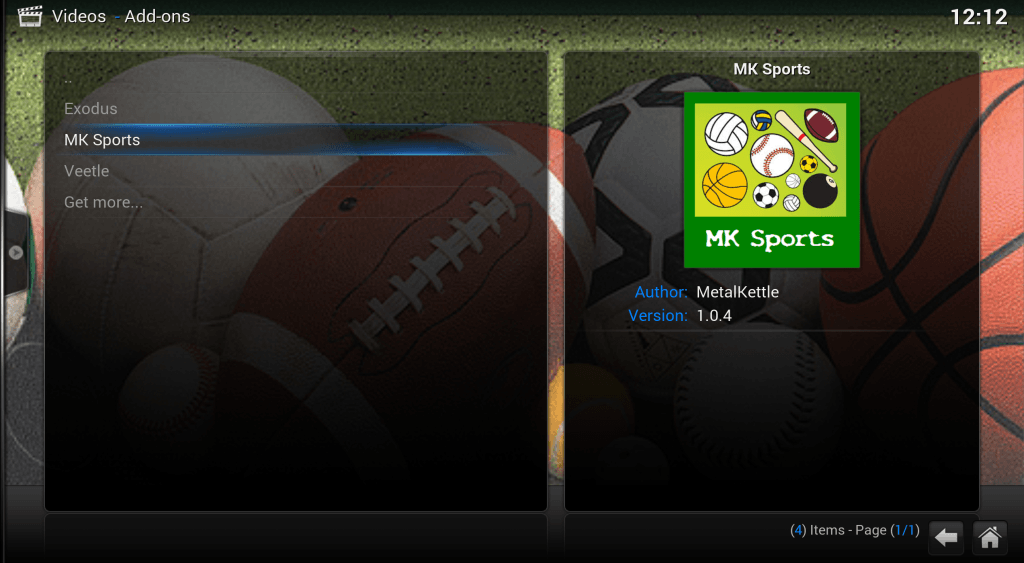 Videos - Add-ons
12:12
..
Exodus
MK Sports
Veetle
Get more...
MK Sports
MK Sports
Author: MetalKettle
Version: 1.0.4
(4) Items - Page (1/1)